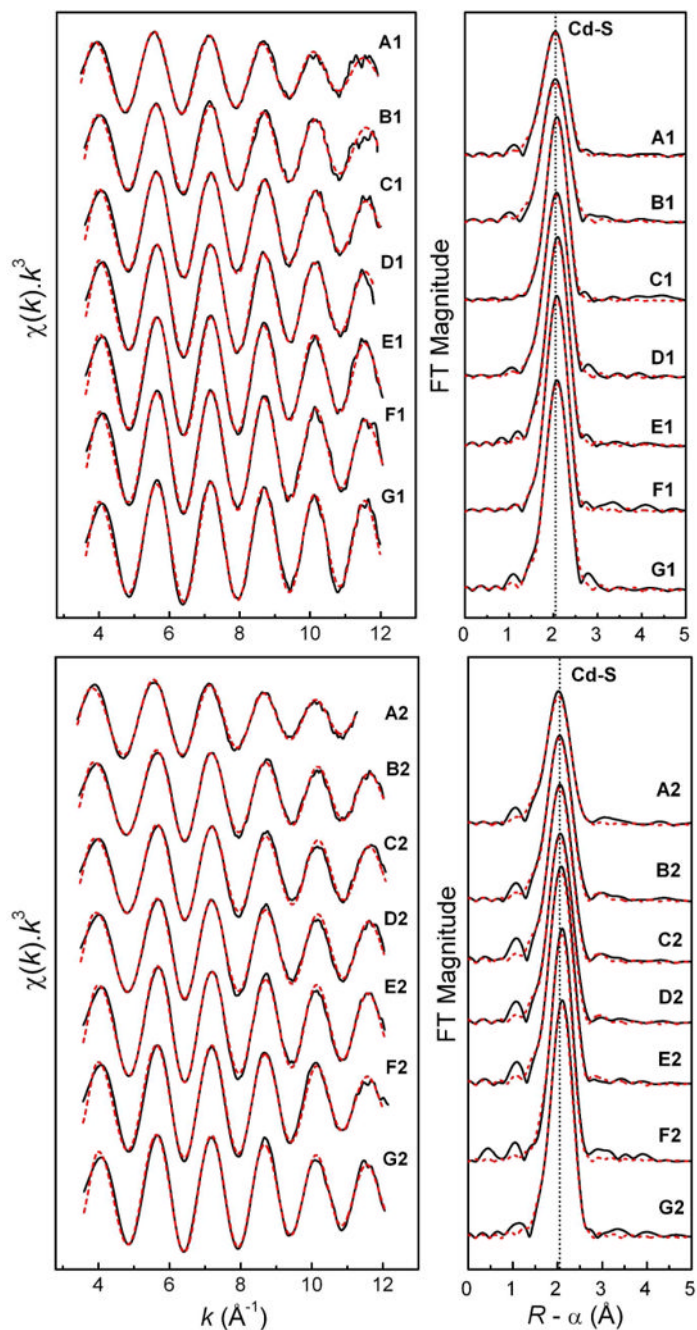 χ(k).k³
A1
B1
C1
D1
E1
F1
G1
4 6 8 10 12
FT Magnitude
Cd-S
A1
B1
C1
D1
E1
F1
G1
0 1 2 3 4 5
χ(k).k³
A2
B2
C2
D2
E2
F2
G2
4 6 8 10 12
k (Å⁻¹)
FT Magnitude
Cd-S
A2
B2
C2
D2
E2
F2
G2
0 1 2 3 4 5
R - α (Å)